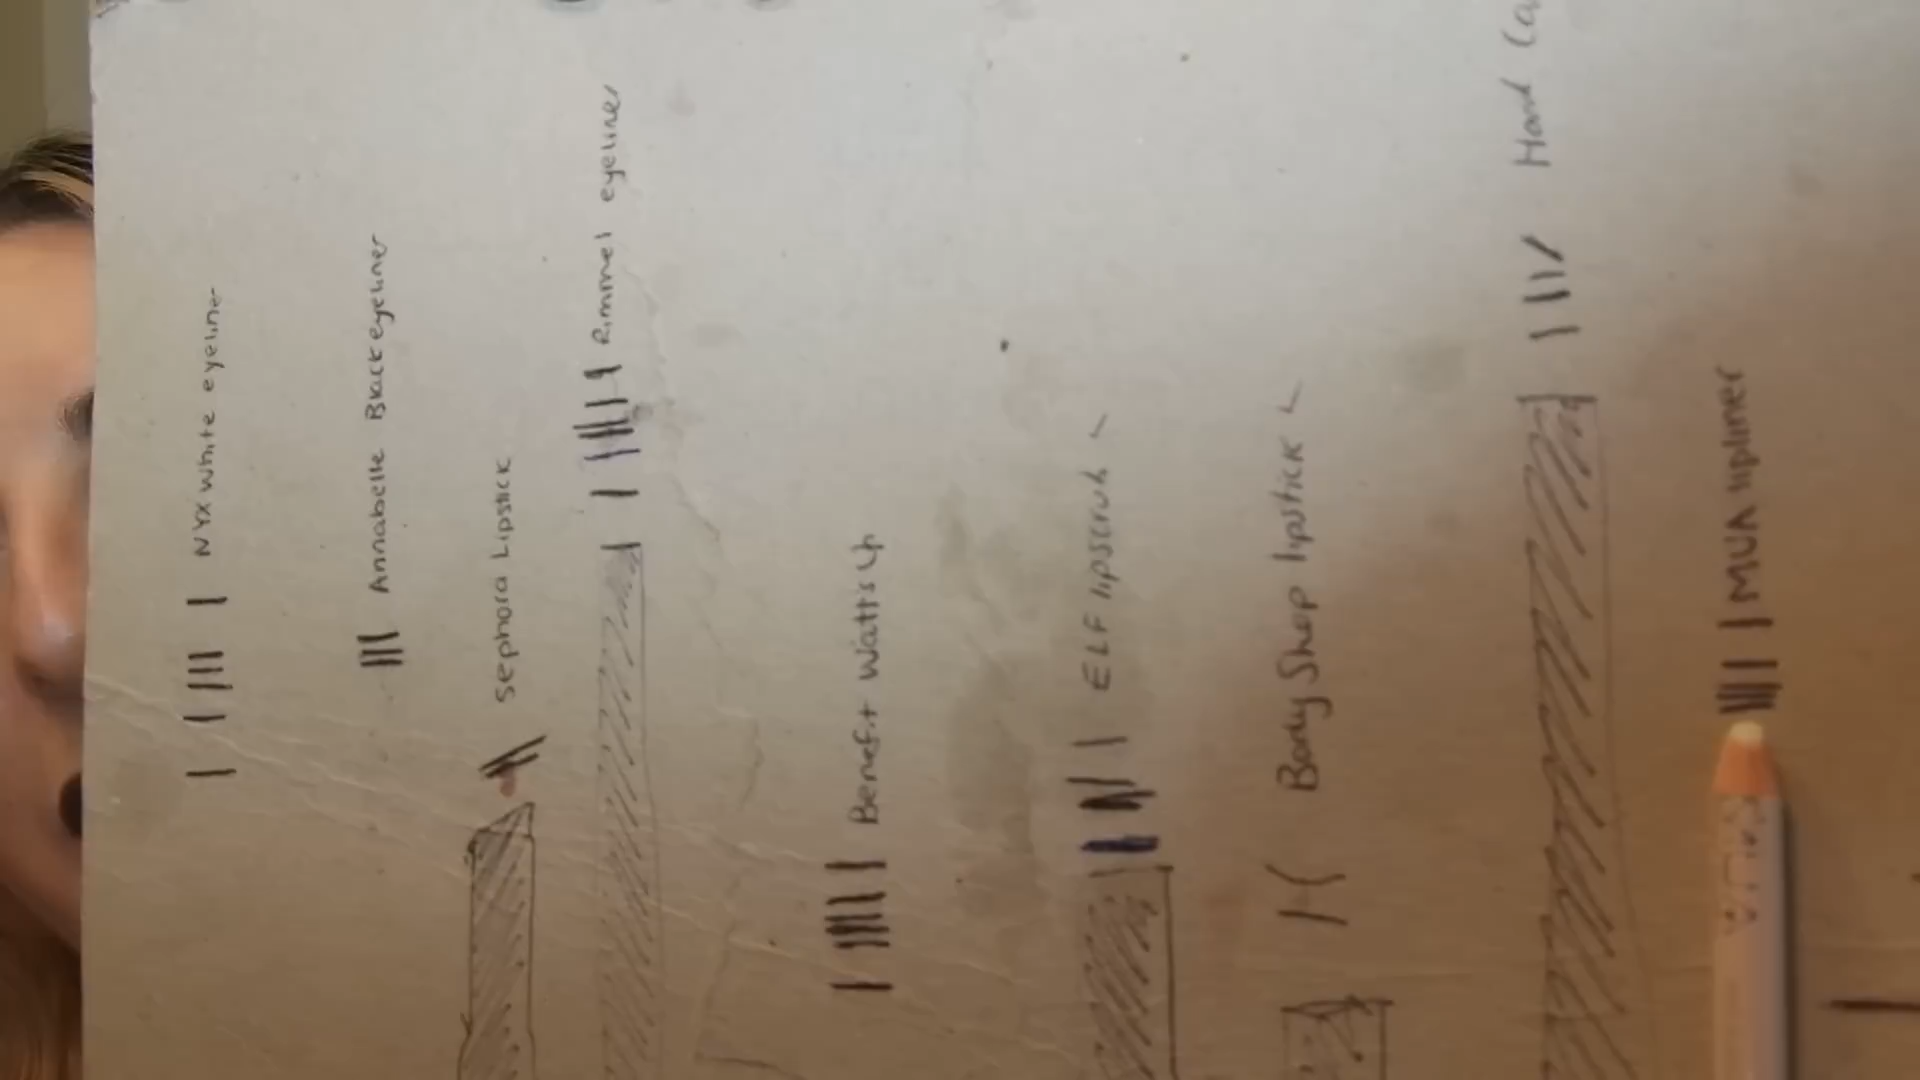 NYX white eyeliner
Annabelle Black eyeliner
Sephora Lipstick
Rimmel eyeliner
Benefit Watts Up
ELF lipscrub
Body Shop lipstick
Hand
MUA lipliner